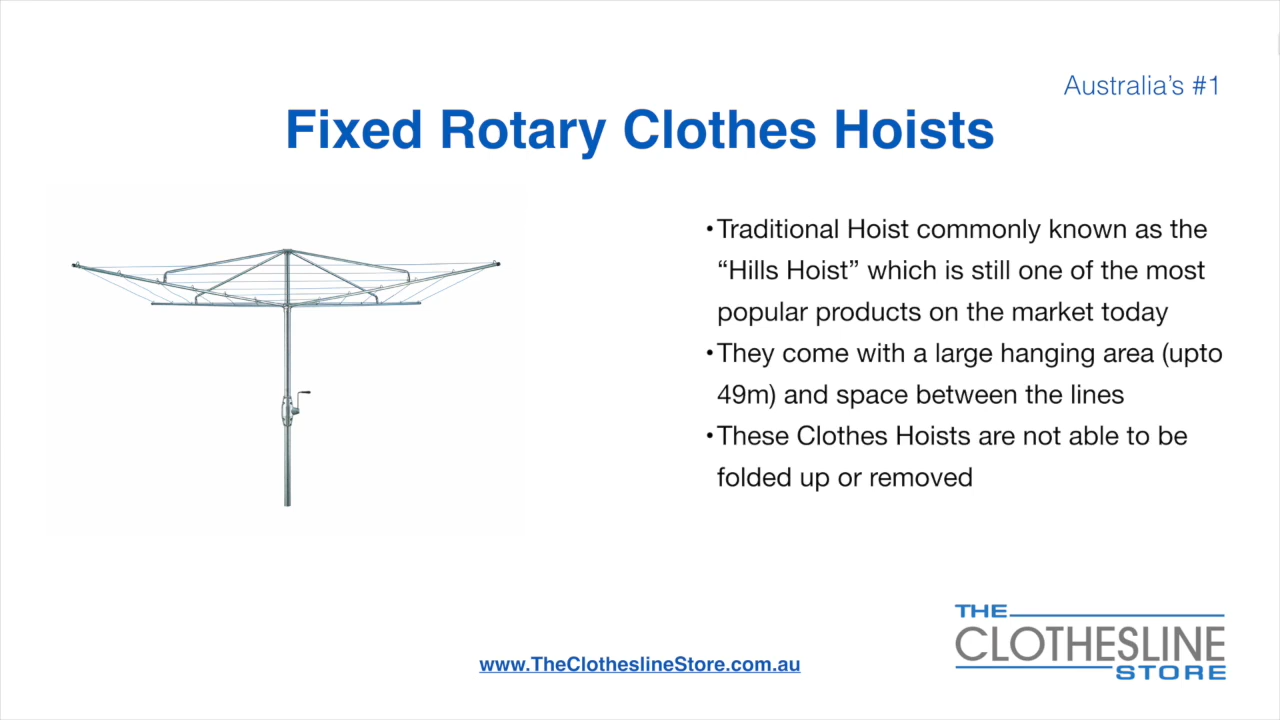 Australia's #1
Fixed Rotary Clothes Hoists
•Traditional Hoist commonly known as the
“Hills Hoist” which is still one of the most
popular products on the market today
•They come with a large hanging area (upto
49m) and space between the lines
•These Clothes Hoists are not able to be
folded up or removed
www.TheClotheslineStore.com.au
THE
CLOTHESLINE
STORE